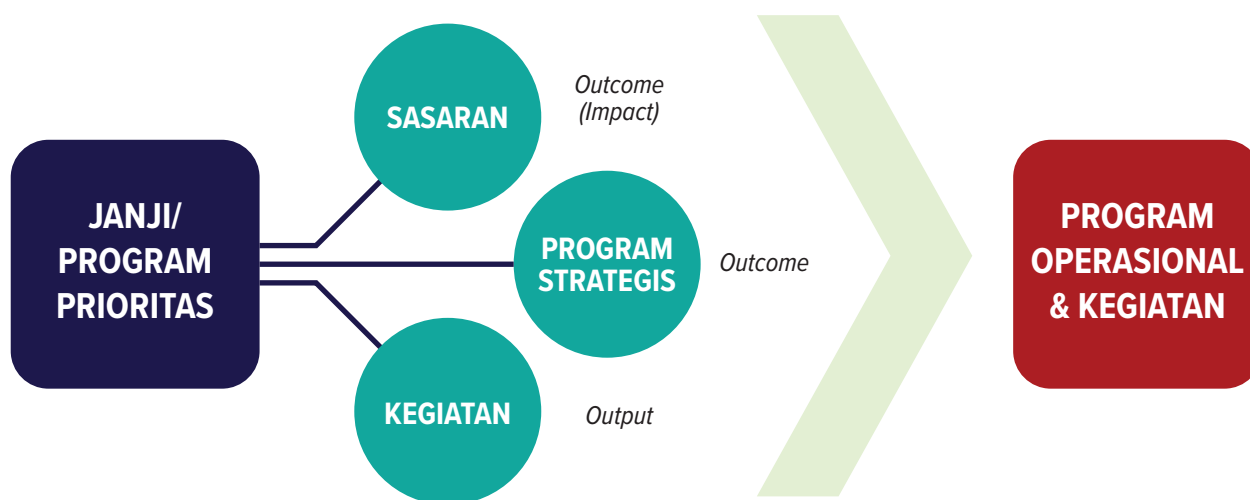 JANJI/
PROGRAM
PRIORITAS
SASARAN
Outcome
(Impact)
PROGRAM
STRATEGIS
Outcome
KEGIATAN
Output
PROGRAM
OPERASIONAL
& KEGIATAN